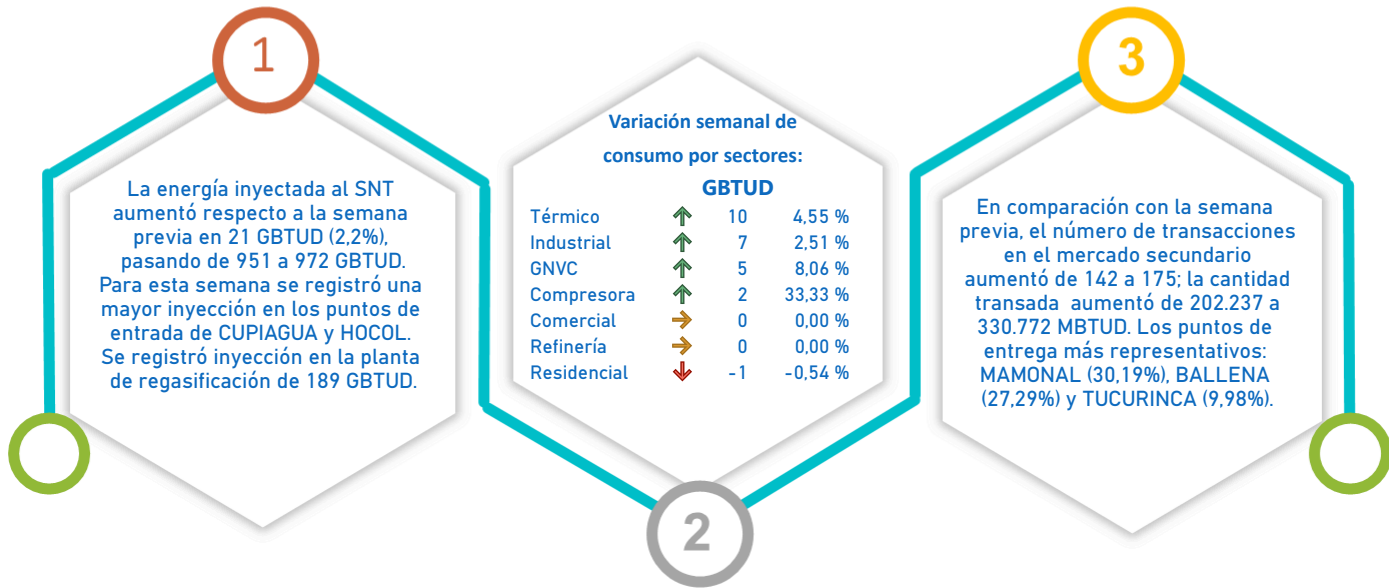 1
La energía inyectada al SNT
aumentó respecto a la semana
previa en 21 GBTUD (2,2%),
pasando de 951 a 972 GBTUD.
Para esta semana se registró una
mayor inyección en los puntos de
entrada de CUPIAGUA y HOCOL.
Se registró inyección en la planta
de regasificación de 189 GBTUD.
Variación semanal de
consumo por sectores:
GBTUD
Térmico 10 4,55 %
Industrial 7 2,51 %
GNVC 5 8,06 %
Compresora 2 33,33 %
Comercial 0 0,00 %
Refinería 0 0,00 %
Residencial -1 -0,54 %
2
3
En comparación con la semana
previa, el número de transacciones
en el mercado secundario
aumentó de 142 a 175; la cantidad
transada aumentó de 202.237 a
330.772 MBTUD. Los puntos de
entrega más representativos:
MAMONAL (30,19%), BALLENA
(27,29%) y TUCURINCA (9,98%).